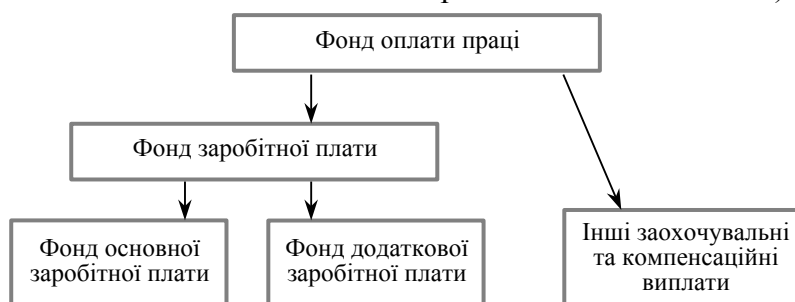 Фонд оплати праці
Фонд заробітної плати
Фонд основної
заробітної плати
Фонд додаткової
заробітної плати
Інші заохочувальні
та компенсаційні
виплати